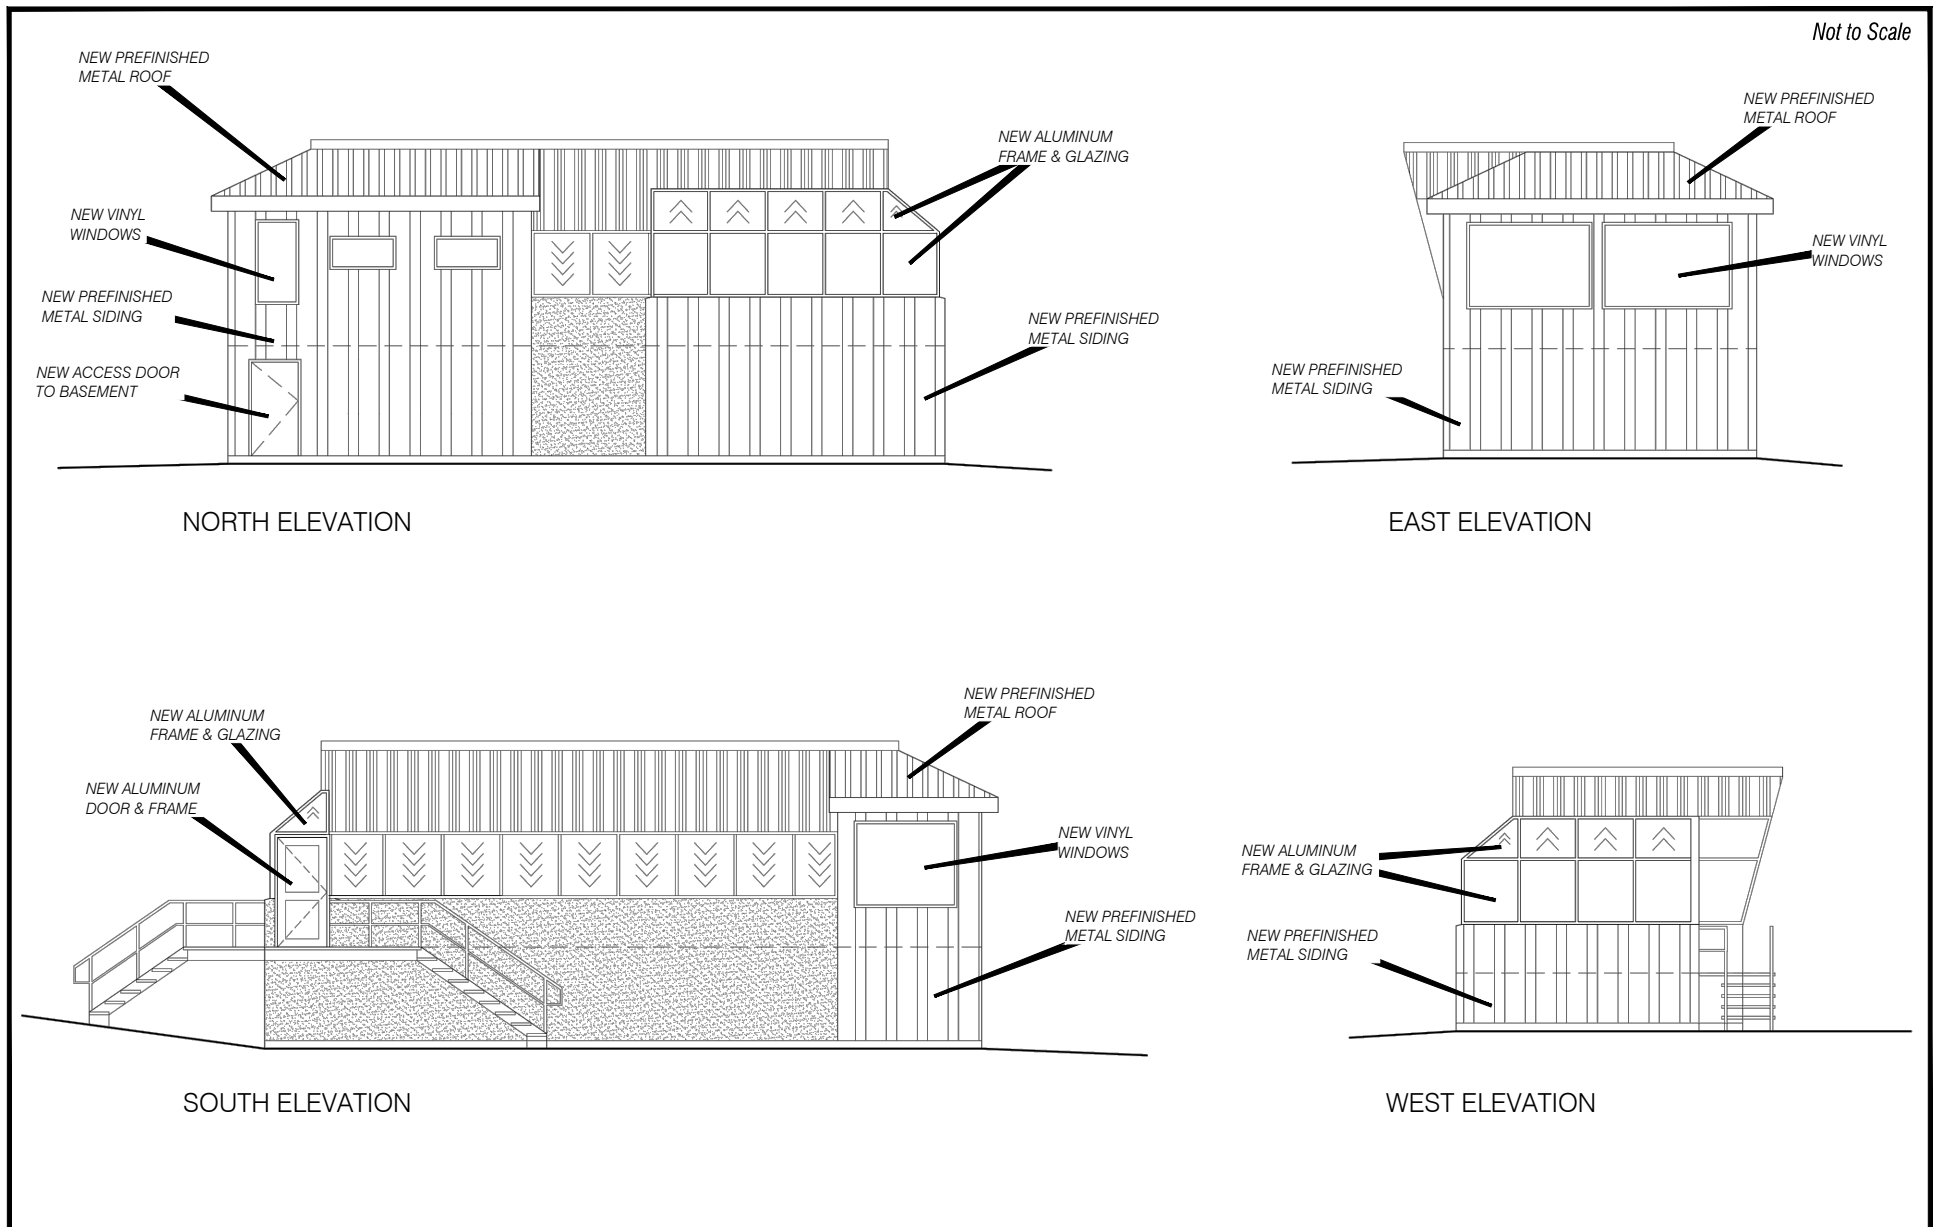 Not to Scale
NEW PREFINISHED
METAL ROOF
NEW VINYL
WINDOWS
NEW PREFINISHED
METAL SIDING
NEW ACCESS DOOR
TO BASEMENT
NEW ALUMINUM
FRAME & GLAZING
NEW PREFINISHED
METAL SIDING
NORTH ELEVATION
NEW PREFINISHED
METAL ROOF
NEW VINYL
WINDOWS
NEW PREFINISHED
METAL SIDING
EAST ELEVATION
NEW ALUMINUM
FRAME & GLAZING
NEW ALUMINUM
DOOR & FRAME
NEW PREFINISHED
METAL ROOF
NEW VINYL
WINDOWS
NEW PREFINISHED
METAL SIDING
SOUTH ELEVATION
NEW ALUMINUM
FRAME & GLAZING
NEW PREFINISHED
METAL SIDING
WEST ELEVATION